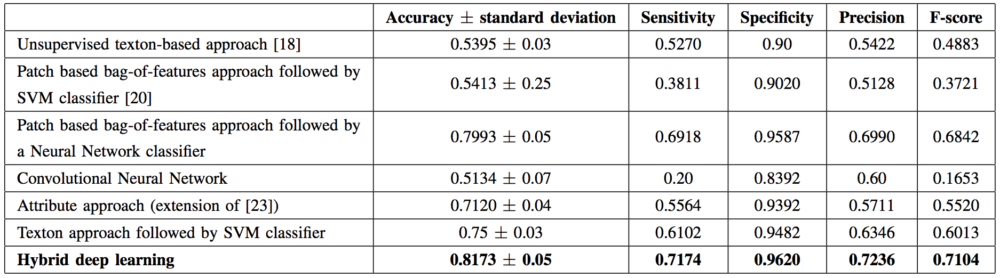 Accuracy ± standard deviation Sensitivity Specificity Precision F-score
Unsupervised texton-based approach [18] 0.5395 ± 0.03 0.5270 0.90 0.5422 0.4883
Patch based bag-of-features approach followed by
SVM classifier [20] 0.5413 ± 0.25 0.3811 0.9020 0.5128 0.3721
Patch based bag-of-features approach followed by
a Neural Network classifier 0.7993 ± 0.05 0.6918 0.9587 0.6990 0.6842
Convolutional Neural Network 0.5134 ± 0.07 0.20 0.8392 0.60 0.1653
Attribute approach (extension of [23]) 0.7120 ± 0.04 0.5564 0.9392 0.5711 0.5520
Texton approach followed by SVM classifier 0.75 ± 0.03 0.6102 0.9482 0.6346 0.6013
Hybrid deep learning 0.8173 ± 0.05 0.7174 0.9620 0.7236 0.7104